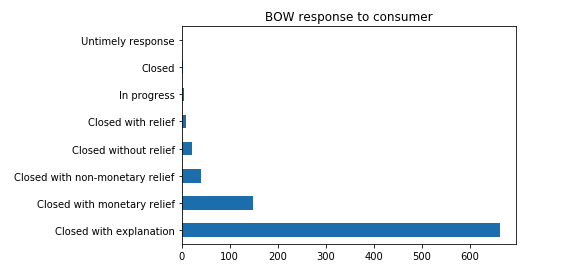 BOW response to consumer
Untimely response
Closed
In progress
Closed with relief
Closed without relief
Closed with non-monetary relief
Closed with monetary relief
Closed with explanation
0 100 200 300 400 500 600